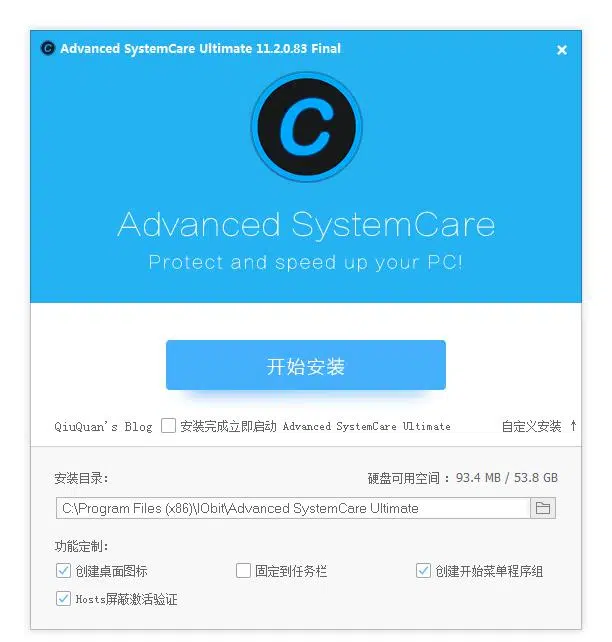 Advanced SystemCare Ultimate 11.2.0.83 Final
Advanced SystemCare
Protect and speed up your PC!
开始安装
QiuQuan's Blog 安装完成立即启动 Advanced SystemCare Ultimate 自定义安装 ↑
安装目录: 硬盘可用空间 : 93.4 MB / 53.8 GB
C:\Program Files (x86)\IObit\Advanced SystemCare Ultimate
功能定制:
创建桌面图标 固定到任务栏 创建开始菜单程序组
Hosts屏蔽激活验证